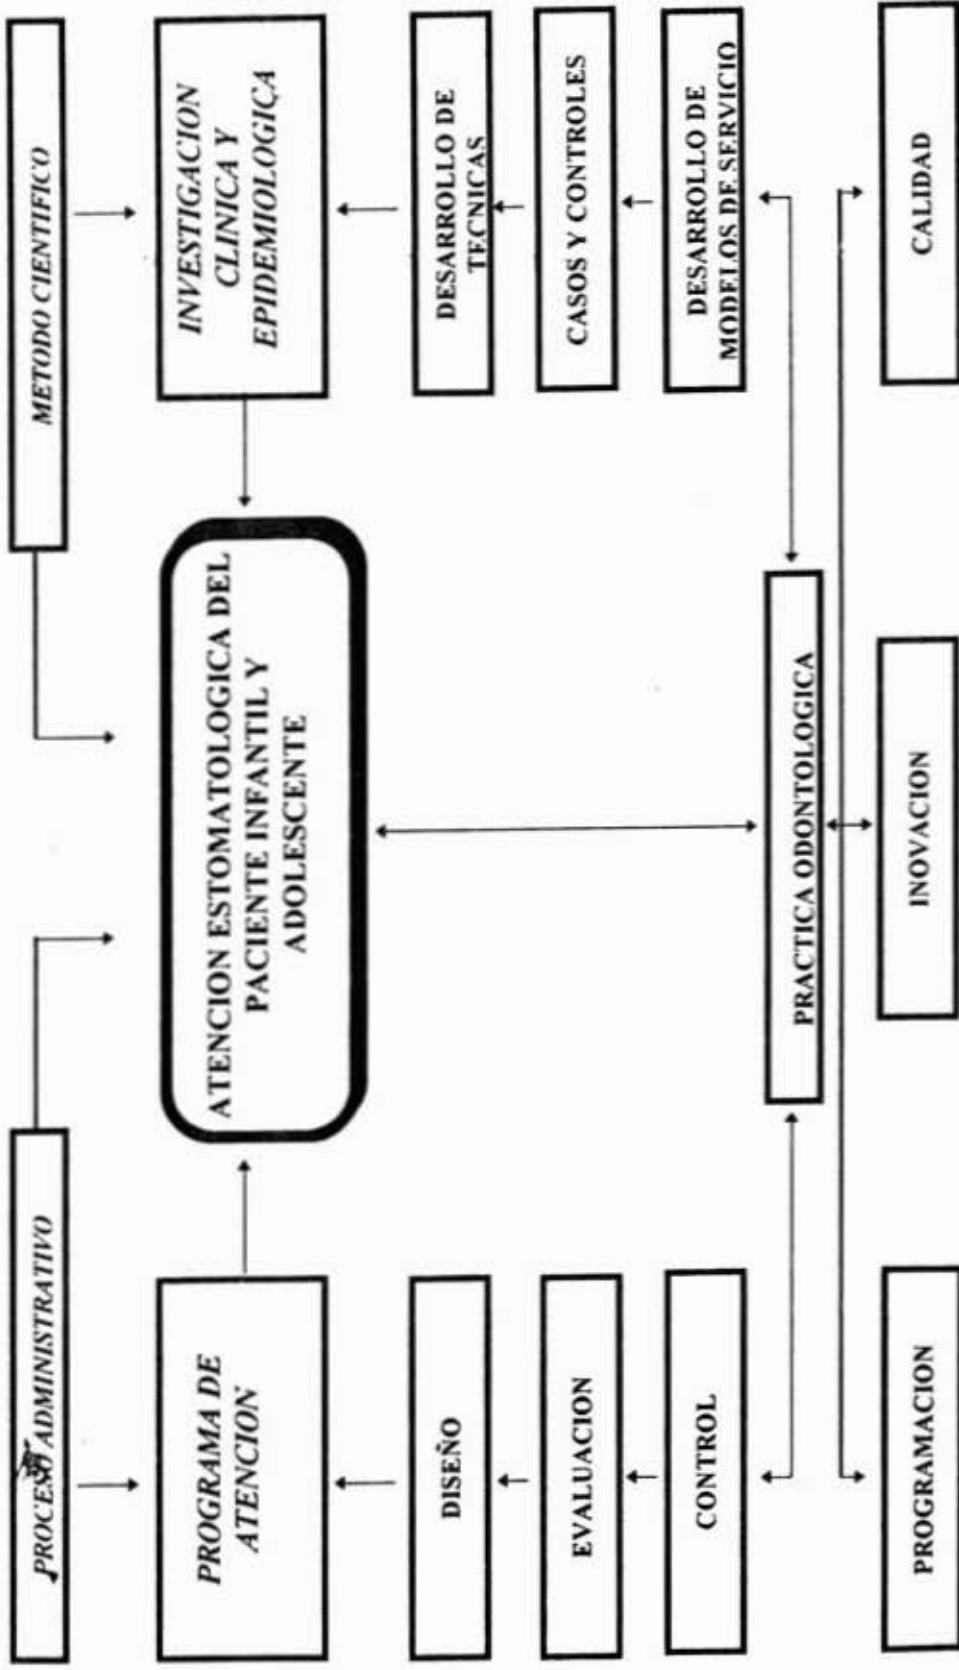 PROCESO ADMINISTRATIVO
METODO CIENTIFICO
PROGRAMA DE
ATENCION
ATENCION ESTOMATOLOGICA DEL
PACIENTE INFANTIL Y
ADOLESCENTE
INVESTIGACION
CLINICA Y
EPIDEMIOLOGICA
DISEÑO
DESARROLLO DE
TECNICAS
EVALUACION
CASOS Y CONTROLES
CONTROL
DESARROLLO DE
MODELOS DE SERVICIO
PRACTICA ODONTOLOGICA
PROGRAMACION
INOVACION
CALIDAD